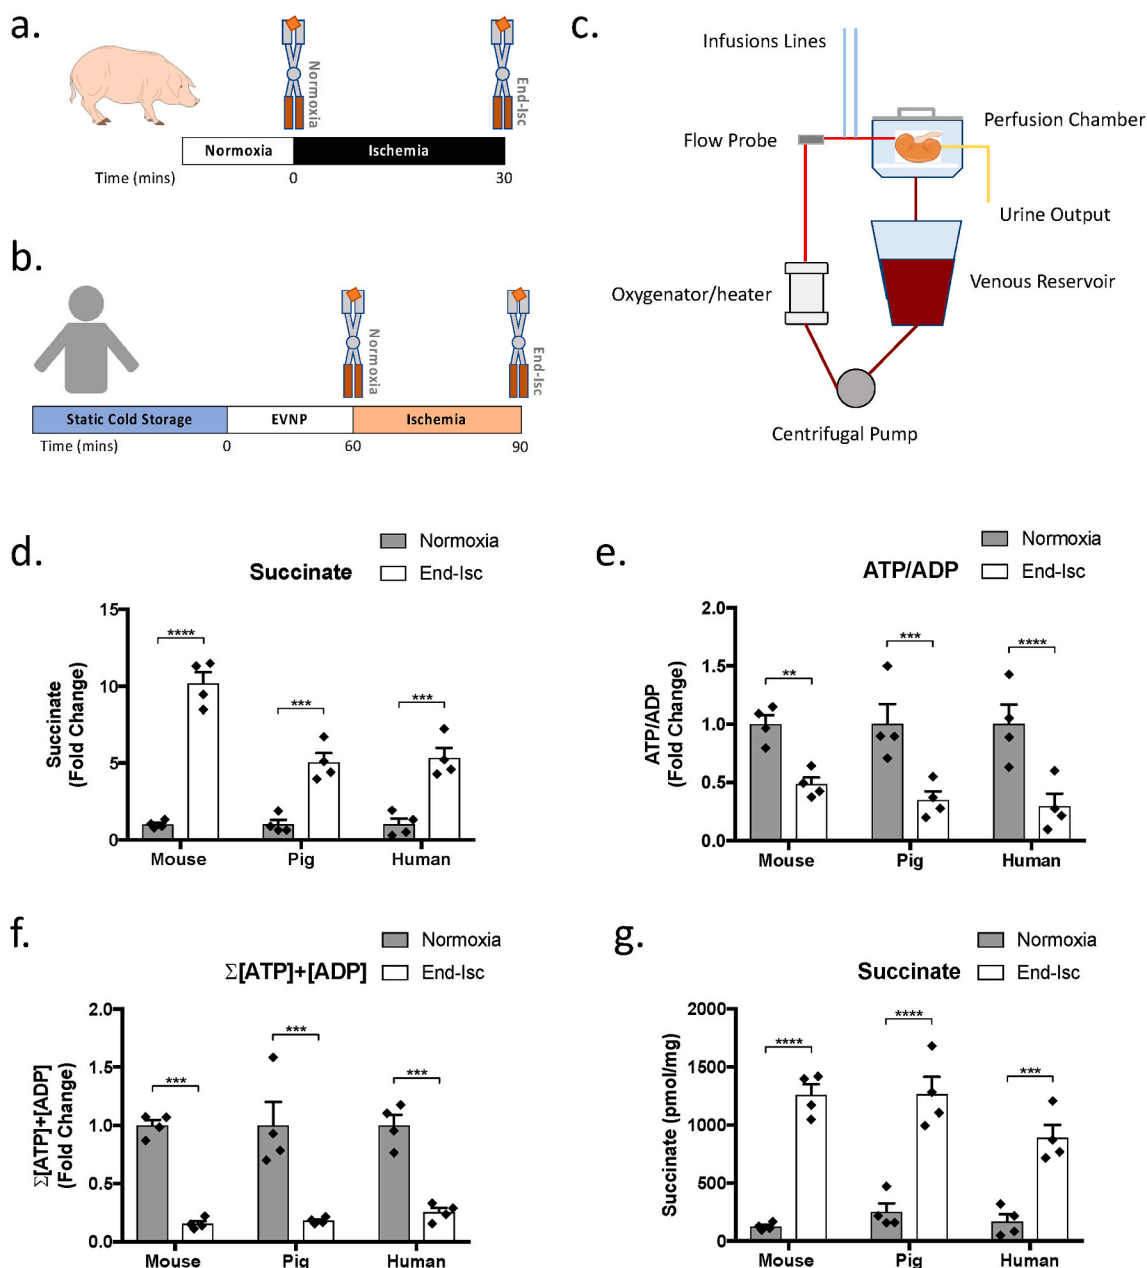 a.
Normoxia
End-Isc
Normoxia
Ischemia
Time (mins)
0
30
b.
Normoxia
End-Isc
Static Cold Storage
EVNP
Ischemia
Time (mins)
0
60
90
c.
Infusions Lines
Flow Probe
Perfusion Chamber
Urine Output
Oxygenator/heater
Venous Reservoir
Centrifugal Pump
d.
Normoxia
End-Isc
Succinate
Succinate
(Fold Change)
15
10
5
0
****
***
***
Mouse
Pig
Human
e.
Normoxia
End-Isc
ATP/ADP
ATP/ADP
(Fold Change)
2.0
1.5
1.0
0.5
0.0
**
***
****
Mouse
Pig
Human
f.
Normoxia
End-Isc
Σ[ATP]+[ADP]
Σ[ATP]+[ADP]
(Fold Change)
2.0
1.5
1.0
0.5
0.0
***
***
***
Mouse
Pig
Human
g.
Normoxia
End-Isc
Succinate
Succinate (pmol/mg)
2000
1500
1000
500
0
****
****
***
Mouse
Pig
Human